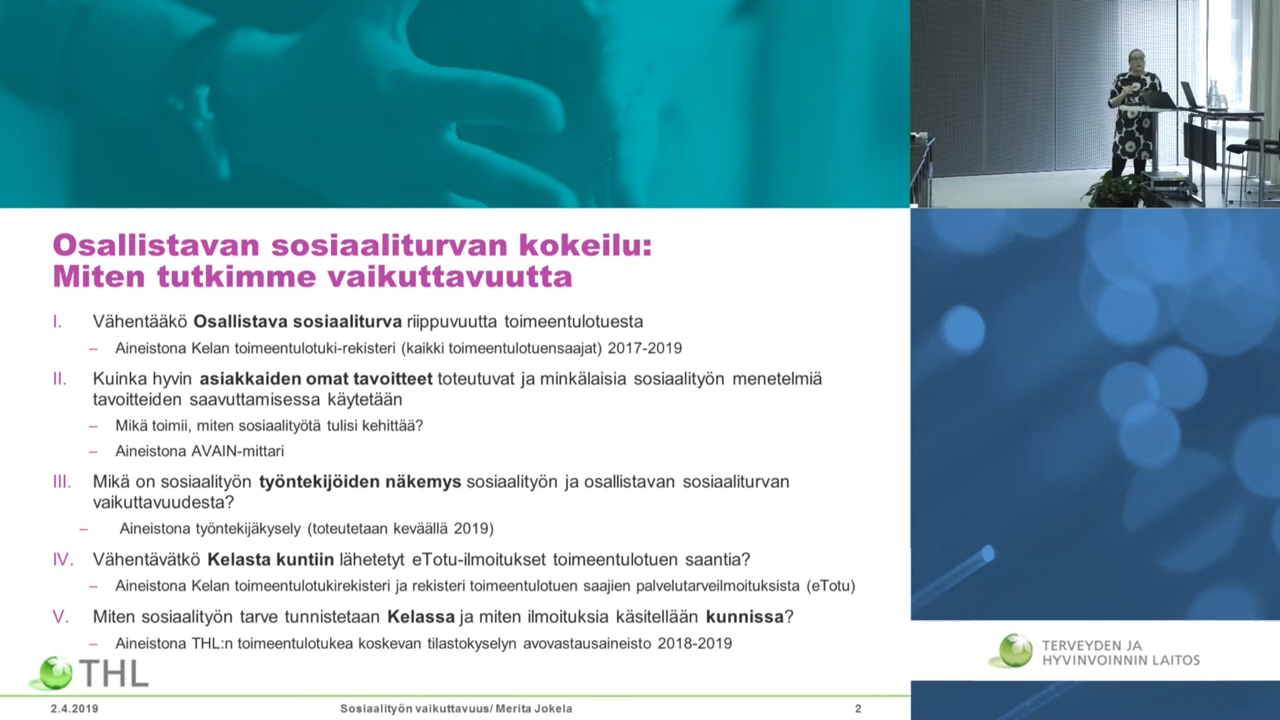 Osallistavan sosiaaliturvan kokeilu:
Miten tutkimme vaikuttavuutta
I. Vähentääkö Osallistava sosiaaliturva riippuvuutta toimeentulotuesta
– Aineistona Kelan toimeentulotuki-rekisteri (kaikki toimeentulotuensaajat) 2017-2019
II. Kuinka hyvin asiakkaiden omat tavoitteet toteutuvat ja minkälaisia sosiaalityön menetelmiä
tavoitteiden saavuttamisessa käytetään
– Mikä toimii, miten sosiaalityötä tulisi kehittää?
– Aineistona AVAIN-mittari
III. Mikä on sosiaalityön työntekijöiden näkemys sosiaalityön ja osallistavan sosiaaliturvan
vaikuttavuudesta?
– Aineistona työntekijäkysely (toteutetaan keväällä 2019)
IV. Vähentävätkö Kelasta kuntiin lähetetyt eTotu-ilmoitukset toimeentulotuen saantia?
– Aineistona Kelan toimeentulotukirekisteri ja rekisteri toimeentulotuen saajien palvelutarveilmoituksista (eTotu)
V. Miten sosiaalityön tarve tunnistetaan Kelassa ja miten ilmoituksia käsitellään kunnissa?
– Aineistona THL:n toimeentulotukea koskevan tilastokyselyn avovastausaineisto 2018-2019
THL
2.4.2019 Sosiaalityön vaikuttavuus/ Merita Jokela 2
TERVEYDEN JA
HYVINVOINNIN LAITOS